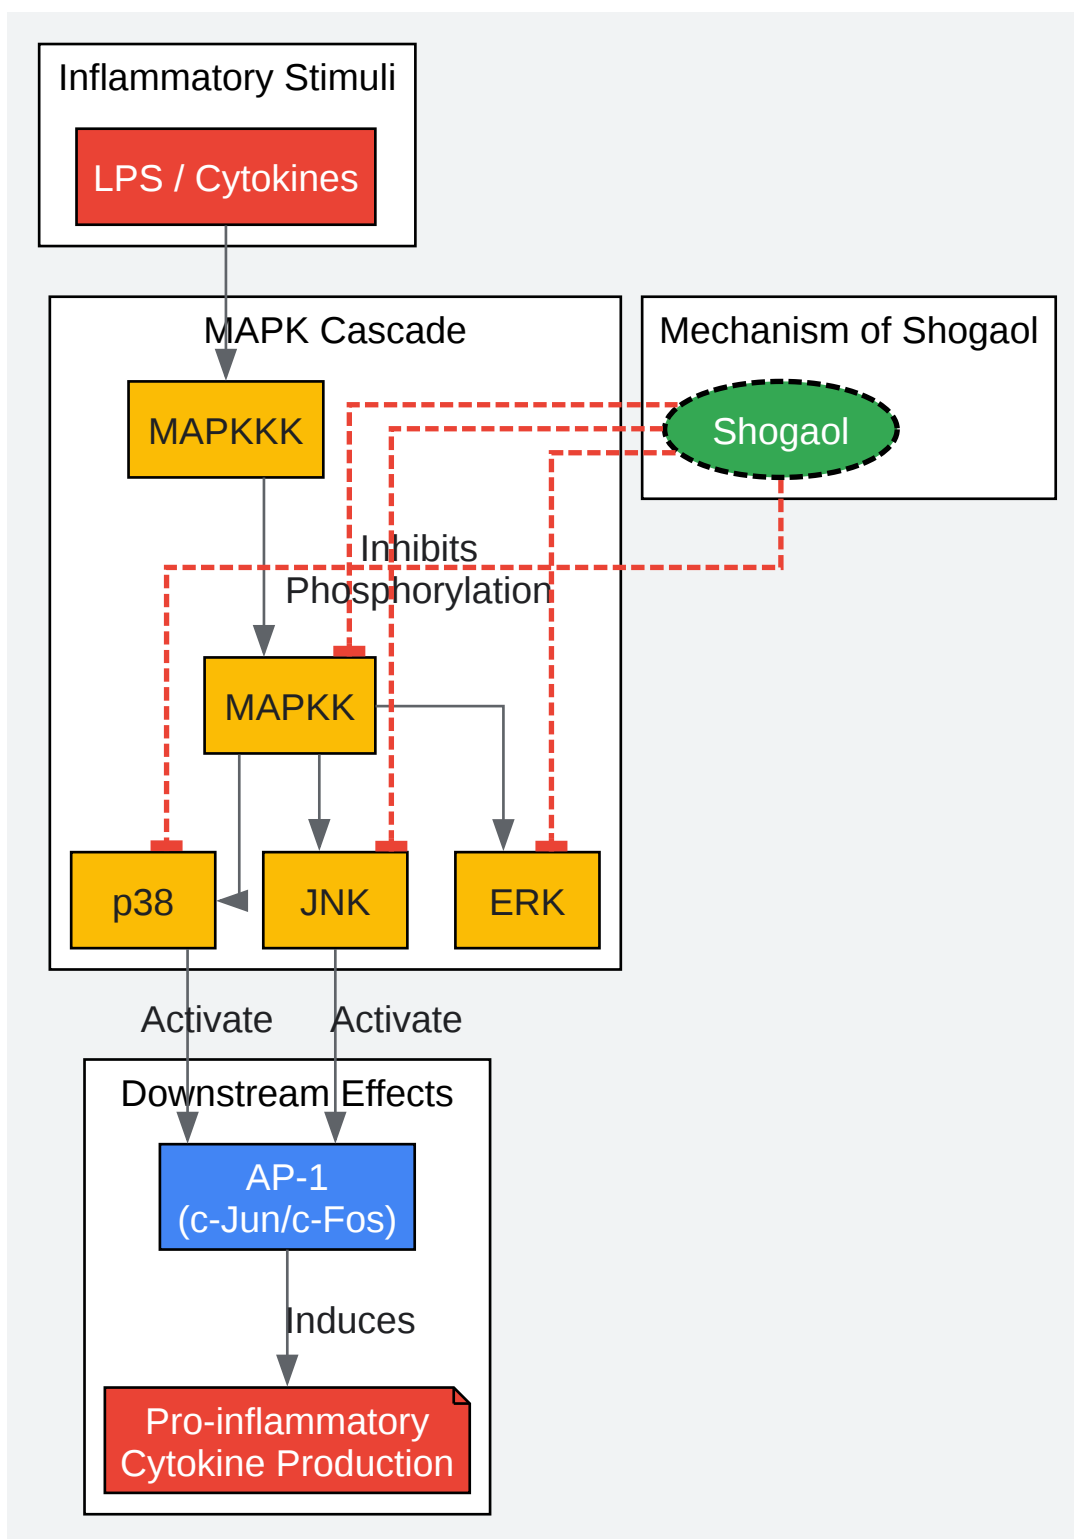 Inflammatory Stimuli
LPS / Cytokines
MAPK Cascade
Mechanism of Shogaol
MAPKKK
Shogaol
Inhibits
Phosphorylation
MAPKK
p38
JNK
ERK
Activate
Activate
Downstream Effects
AP-1
(c-Jun/c-Fos)
Induces
Pro-inflammatory
Cytokine Production